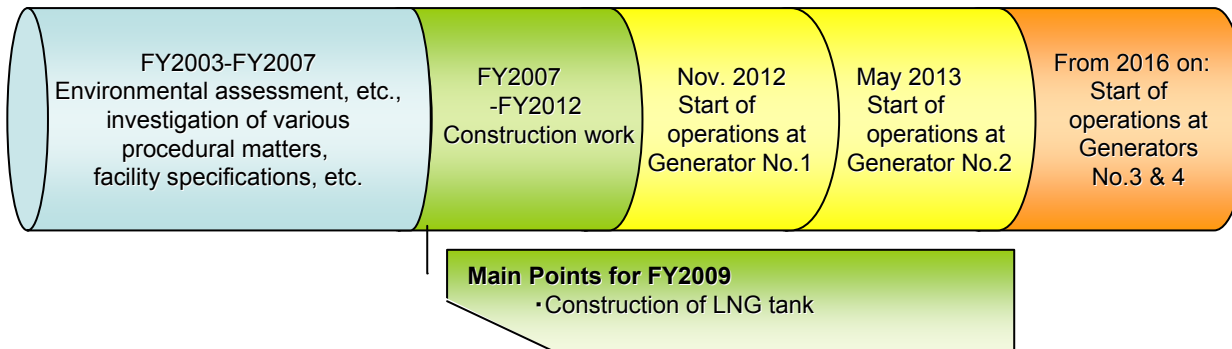 FY2003-FY2007
Environmental assessment, etc.,
investigation of various
procedural matters,
facility specifications, etc.
FY2007
-FY2012
Construction work
Nov. 2012
Start of
operations at
Generator No.1
May 2013
Start of
operations at
Generator No.2
From 2016 on:
Start of
operations at
Generators
No.3 & 4
Main Points for FY2009
・Construction of LNG tank